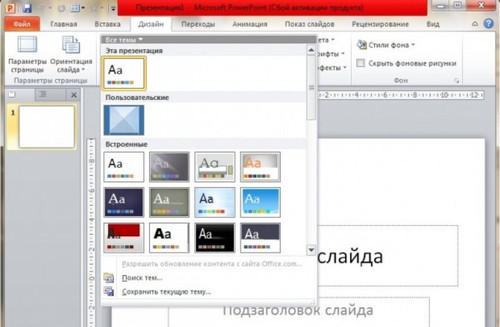 Презентация1 - Microsoft PowerPoint (Сбой активации продукта)
Файл Главная Вставка Дизайн Переходы Анимация Показ слайдов Рецензирование Вид
Параметры страницы
Ориентация слайда
Все темы
Эта презентация
Aa
Пользовательские
Встроенные
Aa Aa Aa Aa
Aa Aa Aa Aa
Aa Aa Aa Aa
Разрешить обновление контента с сайта Office.com...
Поиск тем...
Сохранить текущую тему...
Стили фона
Скрыть фоновые рисунки
Параметры страницы
Фон
1
слайда
Подзаголовок слайда